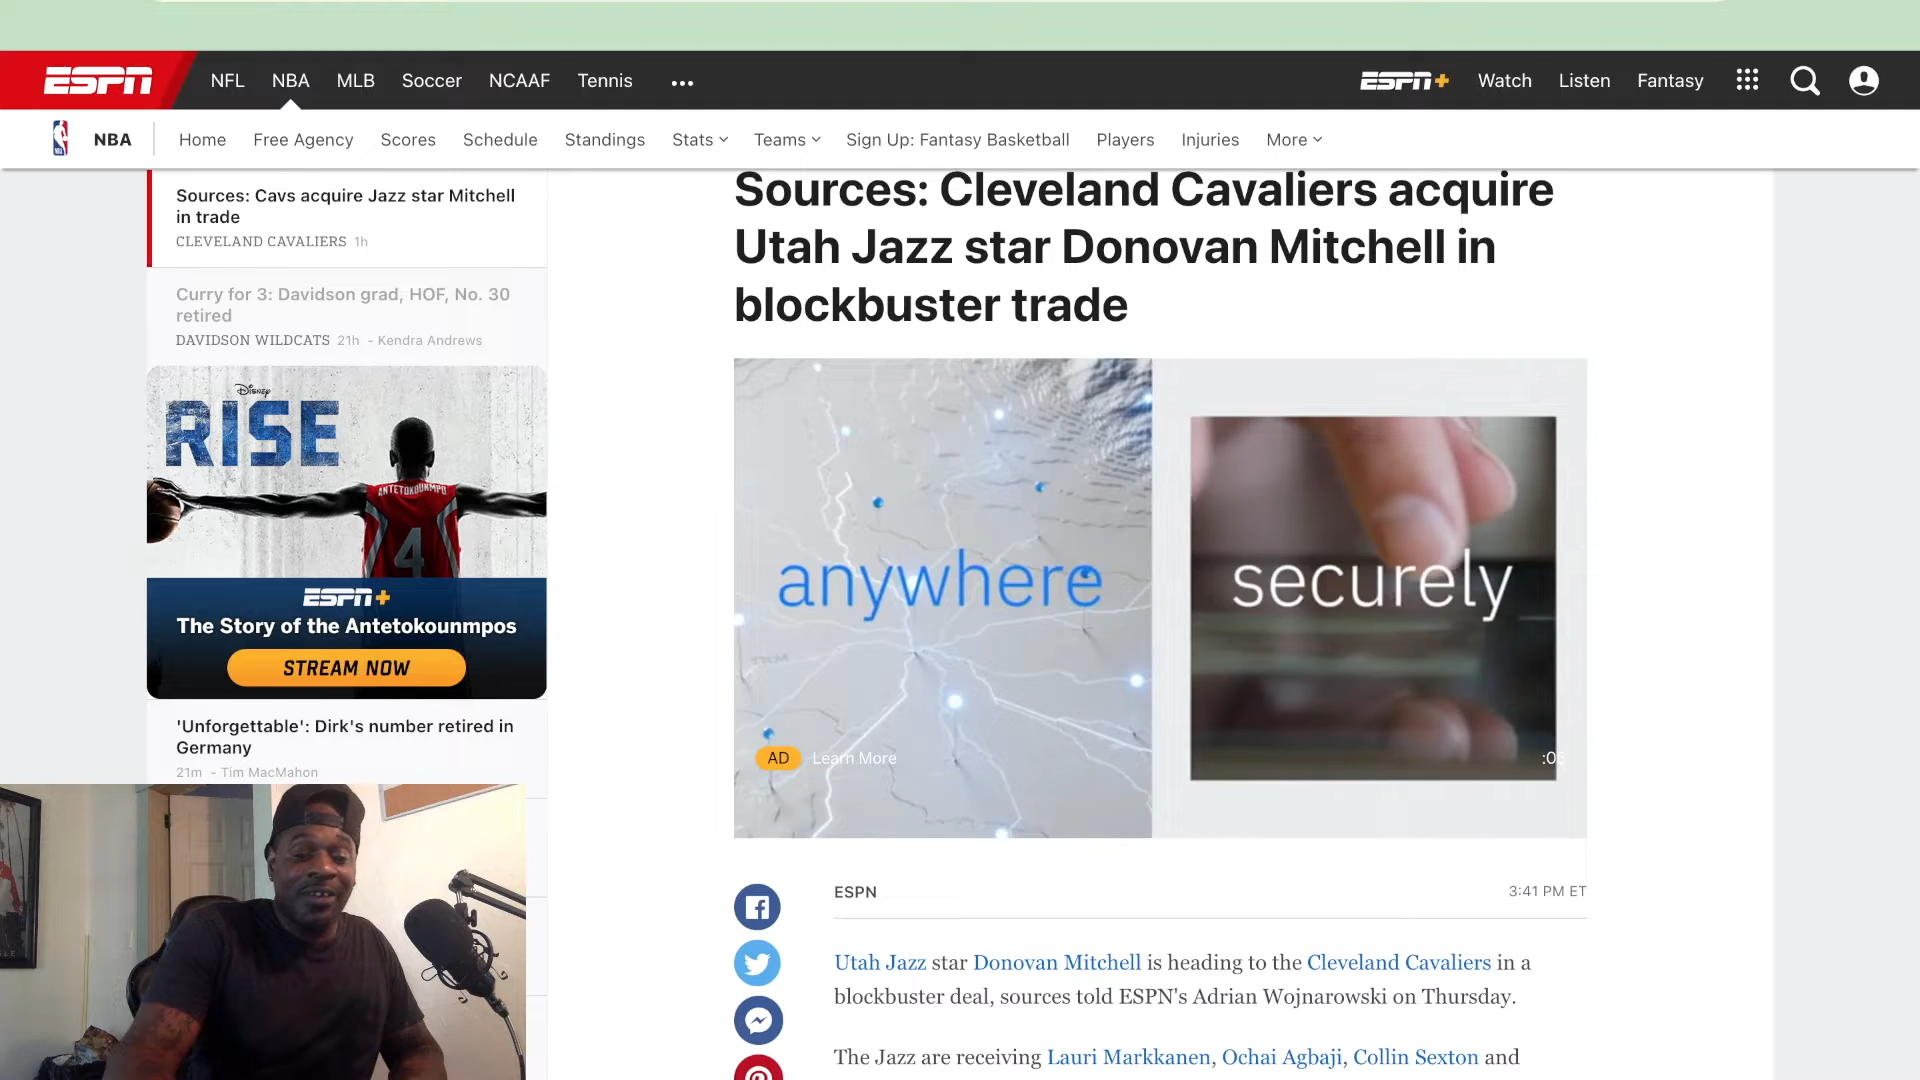 ESPN NFL NBA MLB Soccer NCAAF Tennis ... ESPN+ Watch Listen Fantasy
NBA Home Free Agency Scores Schedule Standings Stats Teams Sign Up: Fantasy Basketball Players Injuries More
Sources: Cavs acquire Jazz star Mitchell
in trade
CLEVELAND CAVALIERS 1h
Curry for 3: Davidson grad, HOF, No. 30
retired
DAVIDSON WILDCATS 21h - Kendra Andrews
Disney
RISE
ANTETOKOUNMPO
4
ESPN+
The Story of the Antetokounmpos
STREAM NOW
'Unforgettable': Dirk's number retired in
Germany
21m - Tim MacMahon
Sources: Cleveland Cavaliers acquire
Utah Jazz star Donovan Mitchell in
blockbuster trade
anywhere
securely
AD Learn More
ESPN 3:41 PM ET
Utah Jazz star Donovan Mitchell is heading to the Cleveland Cavaliers in a
blockbuster deal, sources told ESPN's Adrian Wojnarowski on Thursday.
The Jazz are receiving Lauri Markkanen, Ochai Agbaji, Collin Sexton and